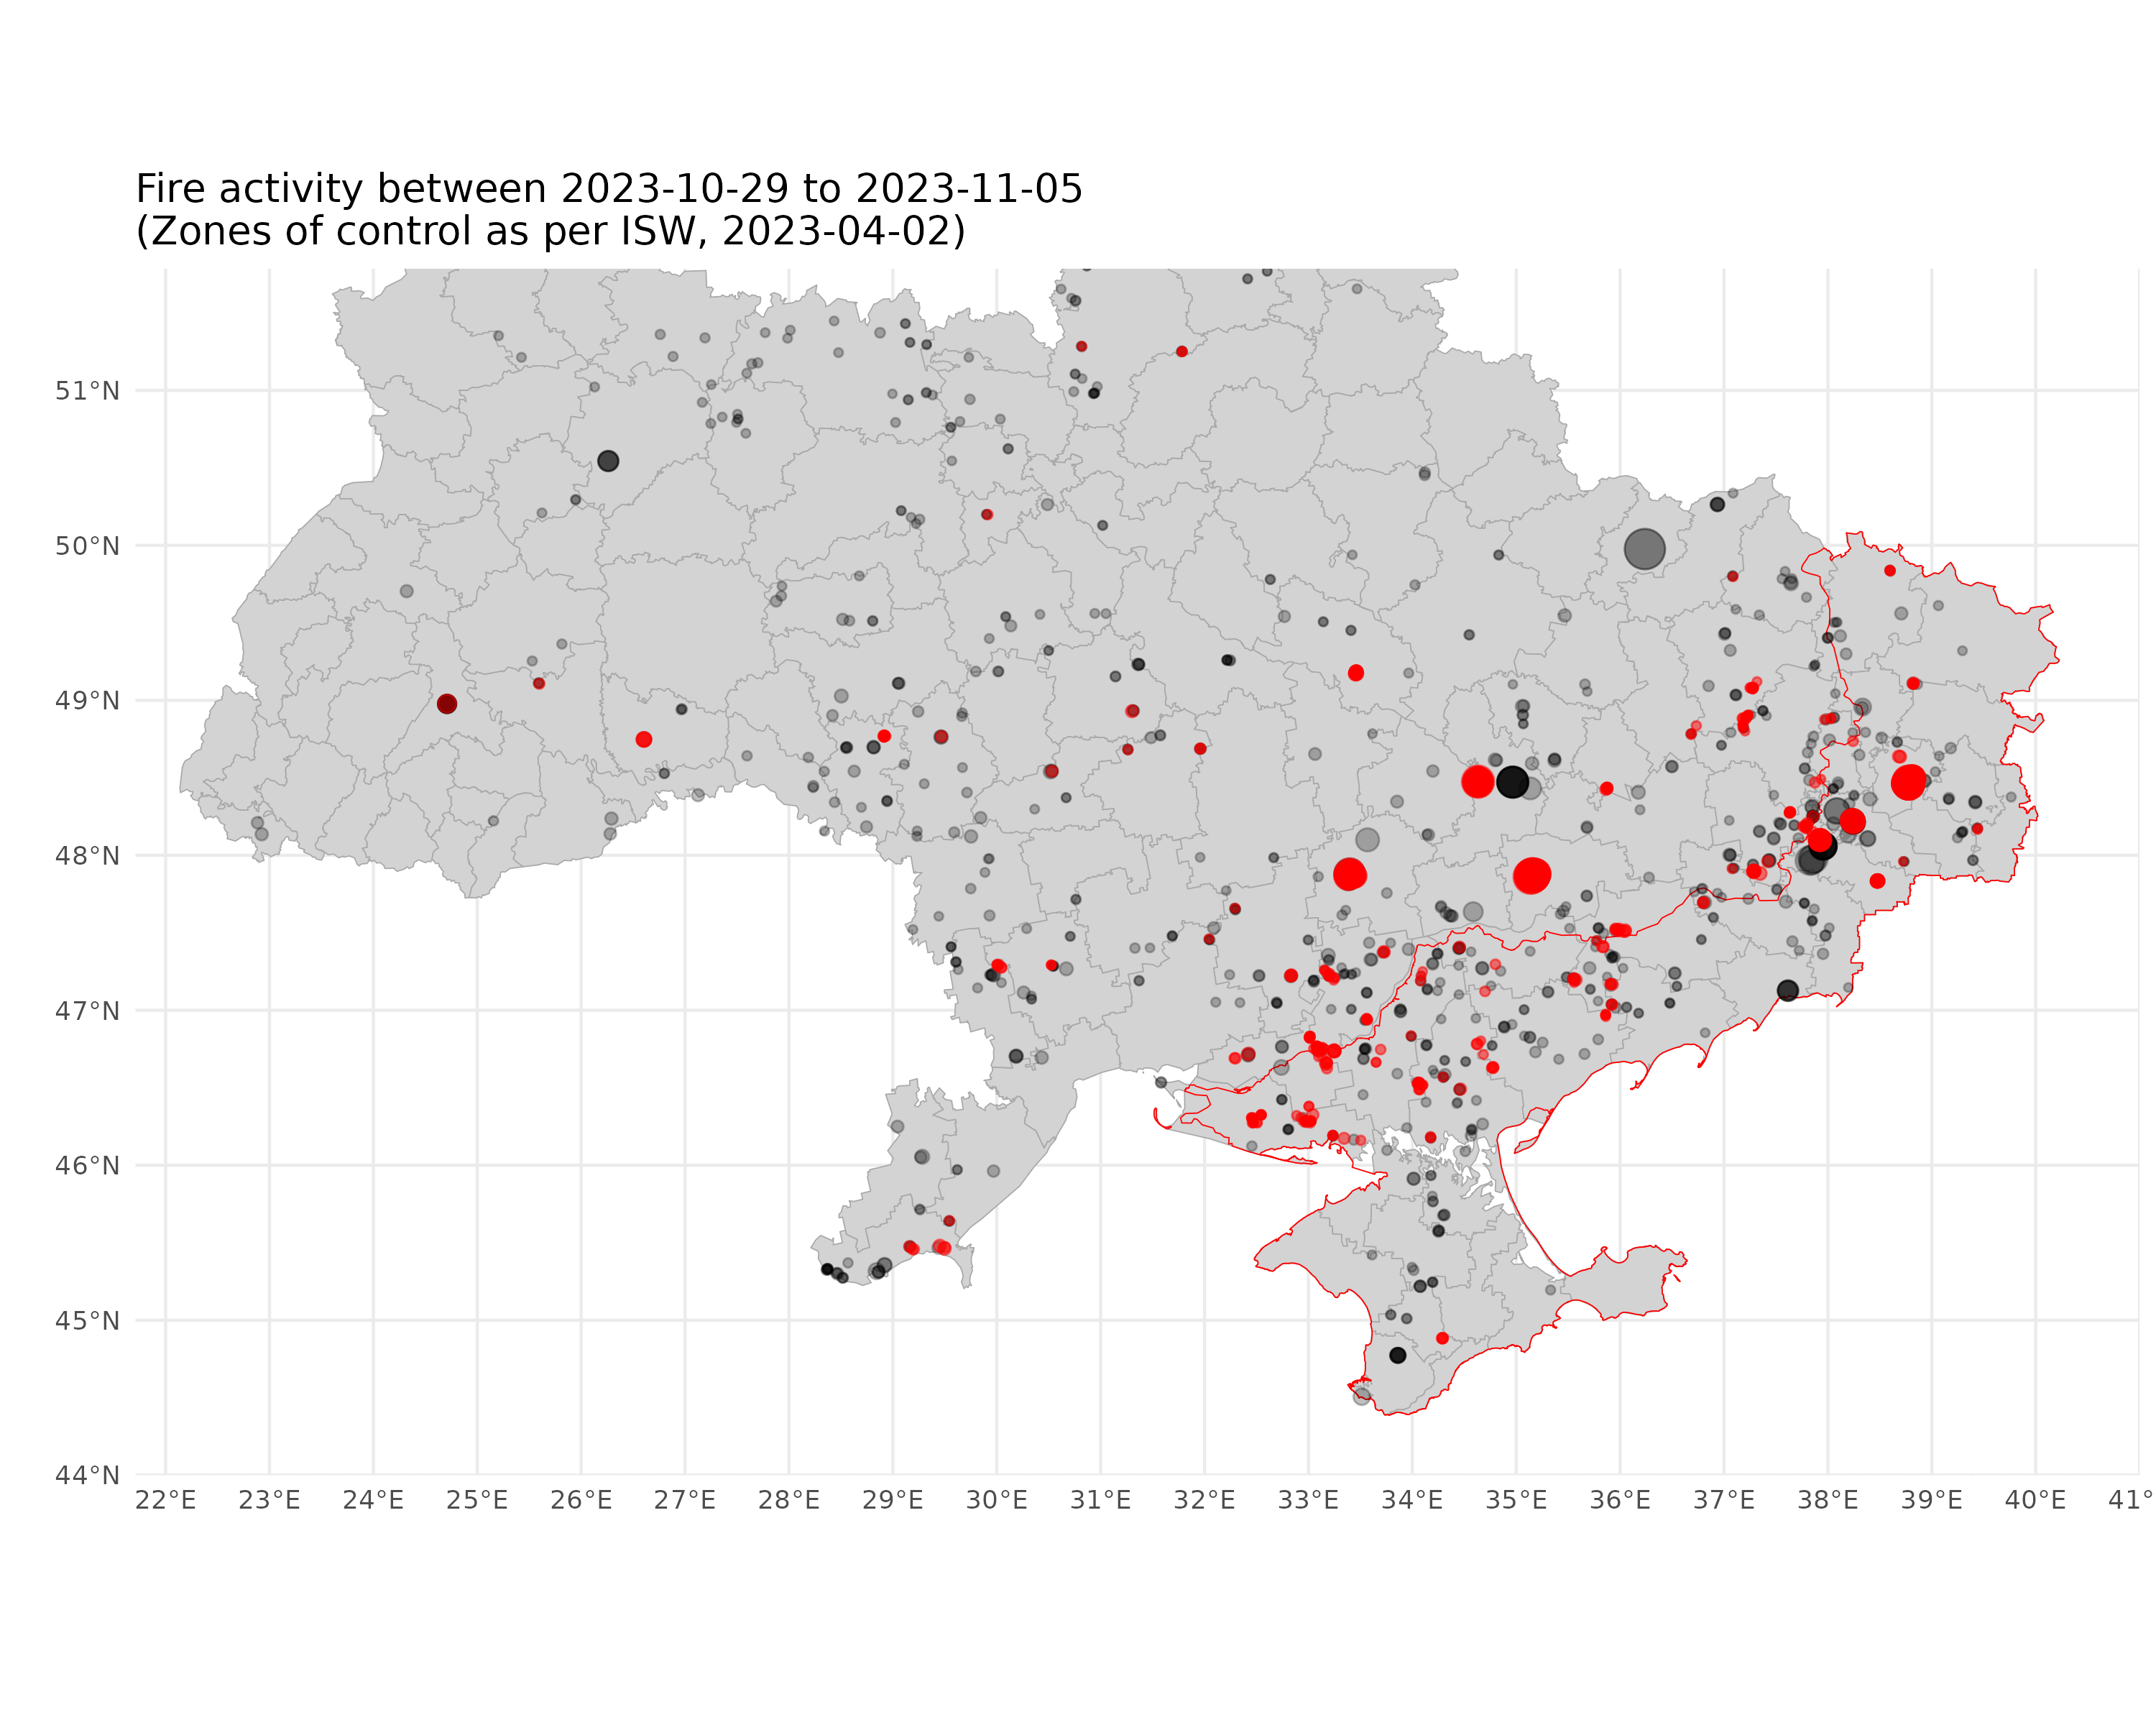 Fire activity between 2023-10-29 to 2023-11-05
(Zones of control as per ISW, 2023-04-02)
51°N
50°N
49°N
48°N
47°N
46°N
45°N
44°N
22°E 23°E 24°E 25°E 26°E 27°E 28°E 29°E 30°E 31°E 32°E 33°E 34°E 35°E 36°E 37°E 38°E 39°E 40°E 41°